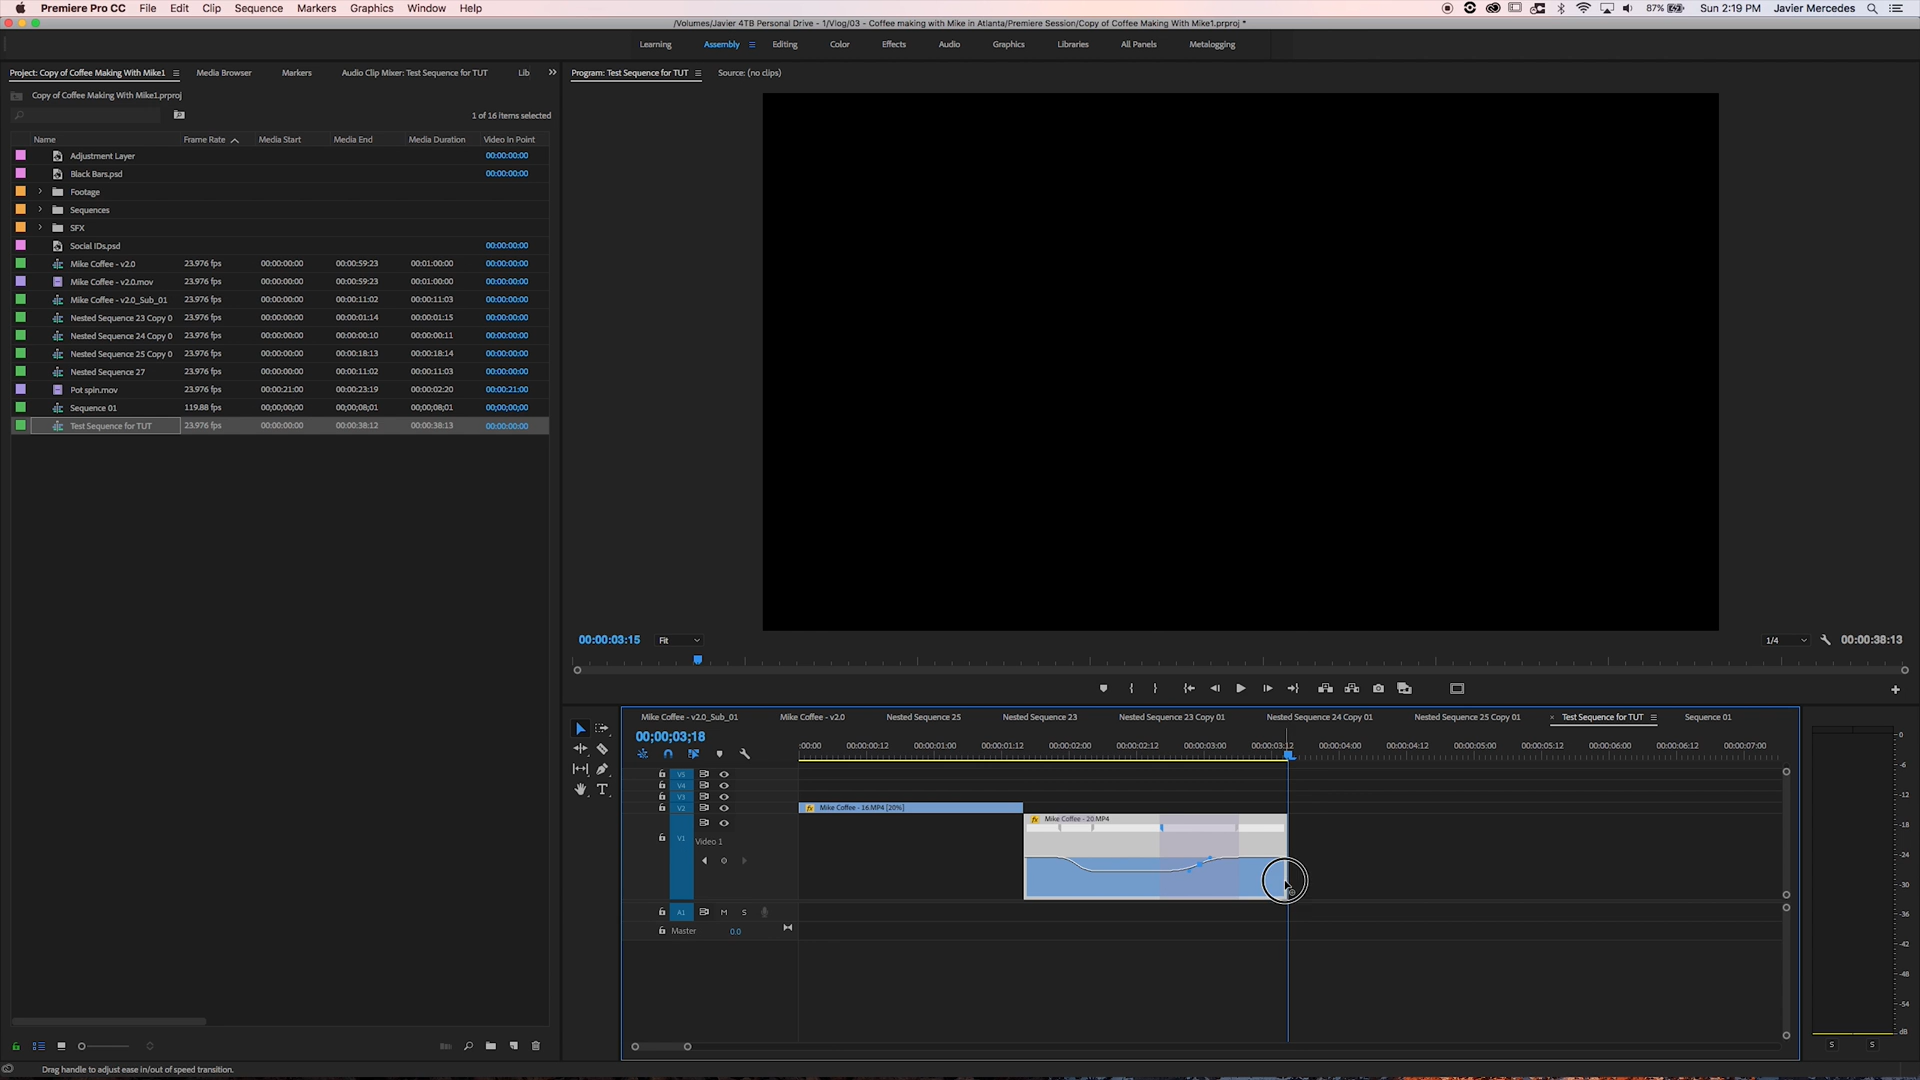 Premiere Pro CC File Edit Clip Sequence Markers Graphics Window Help 87% Sun 2:19 PM Javier Mercedes
/Volumes/Javier 4TB Personal Drive - 1/Vlog/03 - Coffee making with Mike in Atlanta/Premiere Session/Copy of Coffee Making With Mike1.prproj *
Learning Assembly Editing Color Effects Audio Graphics Libraries All Panels Metalogging
Project: Copy of Coffee Making With Mike1 Media Browser Markers Audio Clip Mixer: Test Sequence for TUT Lib
Program: Test Sequence for TUT Source: (no clips)
Copy of Coffee Making With Mike1.prproj
1 of 16 items selected
Name Frame Rate Media Start Media End Media Duration Video In Point
Adjustment Layer 00:00:00:00
Black Bars.psd 00:00:00:00
Footage
Sequences
SFX
Social IDs.psd 00:00:00:00
Mike Coffee - v2.0 23.976 fps 00:00:00:00 00:00:59:23 00:01:00:00 00:00:00:00
Mike Coffee - v2.0.mov 23.976 fps 00:00:00:00 00:00:59:23 00:01:00:00 00:00:00:00
Mike Coffee - v2.0_Sub_01 23.976 fps 00:00:00:00 00:00:11:02 00:00:11:03 00:00:00:00
Nested Sequence 23 Copy 0 23.976 fps 00:00:00:00 00:00:01:14 00:00:01:15 00:00:00:00
Nested Sequence 24 Copy 0 23.976 fps 00:00:00:00 00:00:00:10 00:00:00:11 00:00:00:00
Nested Sequence 25 Copy 0 23.976 fps 00:00:00:00 00:00:18:13 00:00:18:14 00:00:00:00
Nested Sequence 27 23.976 fps 00:00:00:00 00:00:11:02 00:00:11:03 00:00:00:00
Pot spin.mov 23.976 fps 00:00:21:00 00:00:23:19 00:00:02:20 00:00:21:00
Sequence 01 119.88 fps 00;00;00;00 00;00;08;01 00;00;08;01 00;00;00;00
Test Sequence for TUT 23.976 fps 00:00:00:00 00:00:38:12 00:00:38:13 00:00:00:00
00:00:03:15 Fit 1/4 00:00:38:13
Mike Coffee - v2.0_Sub_01 Mike Coffee - v2.0 Nested Sequence 25 Nested Sequence 23 Nested Sequence 23 Copy 01 Nested Sequence 24 Copy 01 Nested Sequence 25 Copy 01 × Test Sequence for TUT Sequence 01
00;00;03;18
:00:00 00:00:00:12 00:00:01:00 00:00:01:12 00:00:02:00 00:00:02:12 00:00:03:00 00:00:03:12 00:00:04:00 00:00:04:12 00:00:05:00 00:00:05:12 00:00:06:00 00:00:06:12 00:00:07:00
V5
V4
V3
V2 fx Mike Coffee - 16.MP4 [20%]
fx Mike Coffee - 20.MP4
V1 Video 1
A1 M S
Master 0.0
0
-6
-12
-18
-24
-30
-36
-42
-48
-54
dB
S S
Drag handle to adjust ease in/out of speed transition.